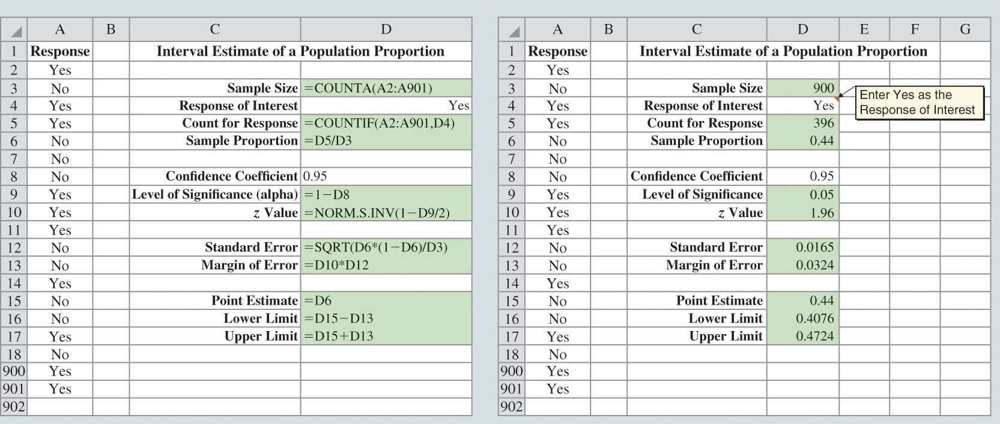 A B C D
1 Response Interval Estimate of a Population Proportion
2 Yes
3 No Sample Size =COUNTA(A2:A901)
4 Yes Response of Interest Yes
5 Yes Count for Response =COUNTIF(A2:A901,D4)
6 No Sample Proportion =D5/D3
7 No
8 No Confidence Coefficient 0.95
9 Yes Level of Significance (alpha) =1−D8
10 Yes z Value =NORM.S.INV(1−D9/2)
11 Yes
12 No Standard Error =SQRT(D6*(1−D6)/D3)
13 No Margin of Error =D10*D12
14 Yes
15 No Point Estimate =D6
16 No Lower Limit =D15−D13
17 Yes Upper Limit =D15+D13
18 No
900 Yes
901 Yes
902
A B C D E F G
1 Response Interval Estimate of a Population Proportion
2 Yes
3 No Sample Size 900
Enter Yes as the
Response of Interest
4 Yes Response of Interest Yes
5 Yes Count for Response 396
6 No Sample Proportion 0.44
7 No
8 No Confidence Coefficient 0.95
9 Yes Level of Significance 0.05
10 Yes z Value 1.96
11 Yes
12 No Standard Error 0.0165
13 No Margin of Error 0.0324
14 Yes
15 No Point Estimate 0.44
16 No Lower Limit 0.4076
17 Yes Upper Limit 0.4724
18 No
900 Yes
901 Yes
902